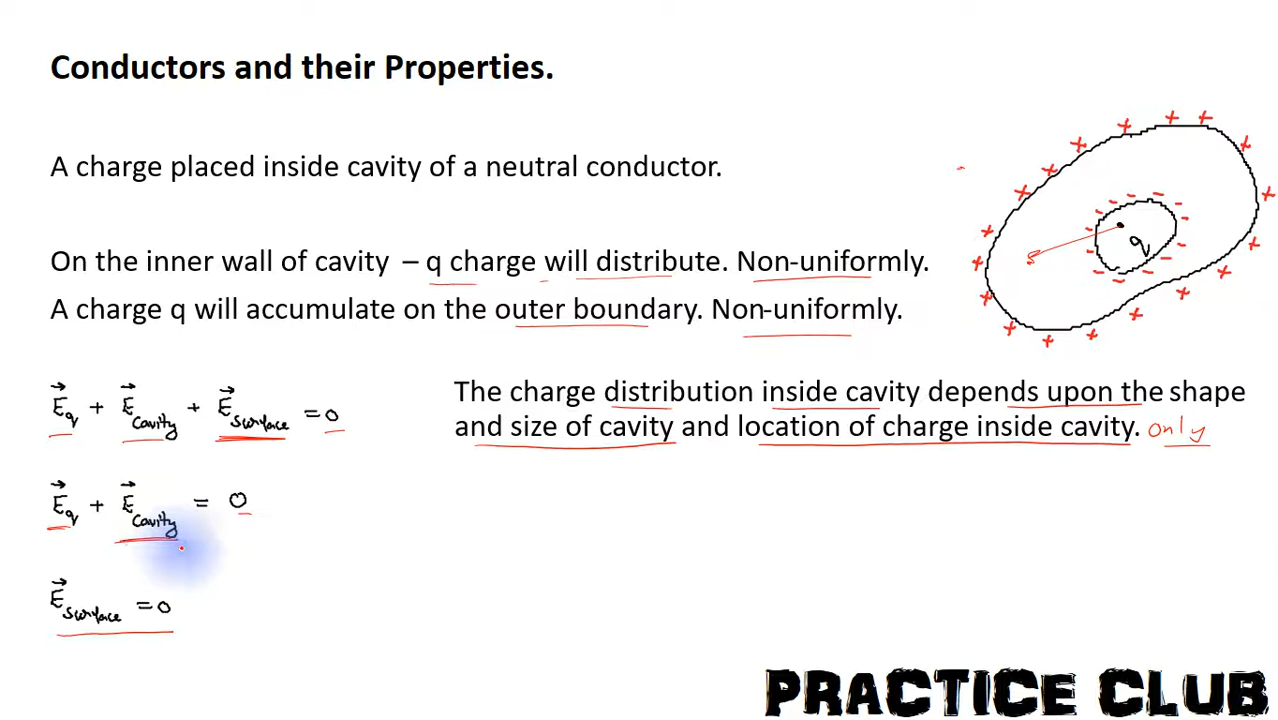 Conductors and their Properties.
A charge placed inside cavity of a neutral conductor.
On the inner wall of cavity – q charge will distribute. Non-uniformly.
A charge q will accumulate on the outer boundary. Non-uniformly.
q
E⃗q + E⃗cavity + E⃗surface = 0
The charge distribution inside cavity depends upon the shape
and size of cavity and location of charge inside cavity. only
E⃗q + E⃗cavity = 0
E⃗surface = 0
PRACTICE CLUB